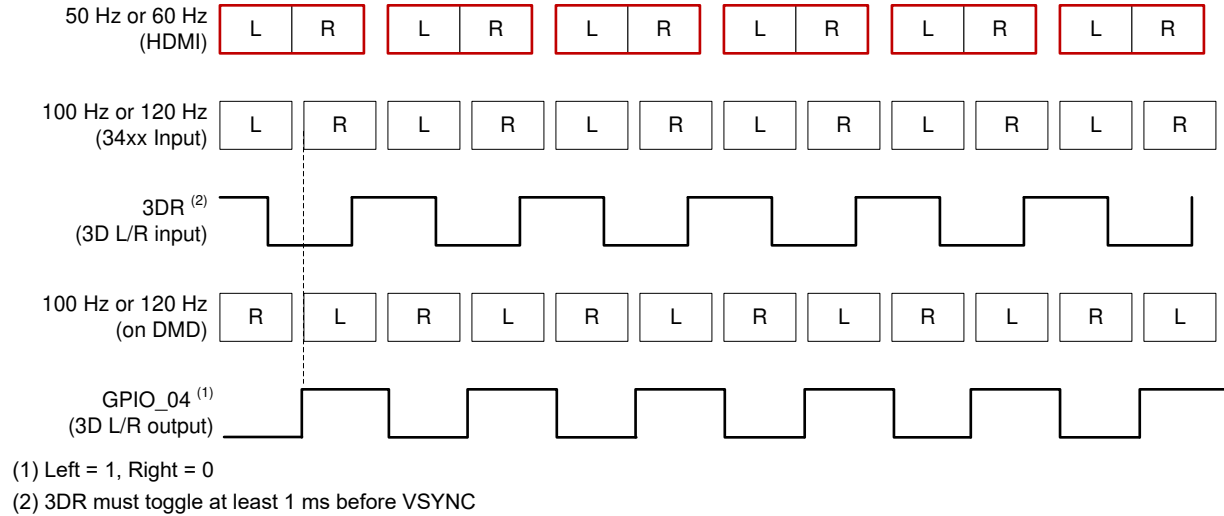 50 Hz or 60 Hz
(HDMI)
L R L R L R L R L R L R
100 Hz or 120 Hz
(34xx Input)
L R L R L R L R L R L R
3DR (2)
(3D L/R input)
100 Hz or 120 Hz
(on DMD)
R L R L R L R L R L R L
GPIO_04 (1)
(3D L/R output)
(1) Left = 1, Right = 0
(2) 3DR must toggle at least 1 ms before VSYNC